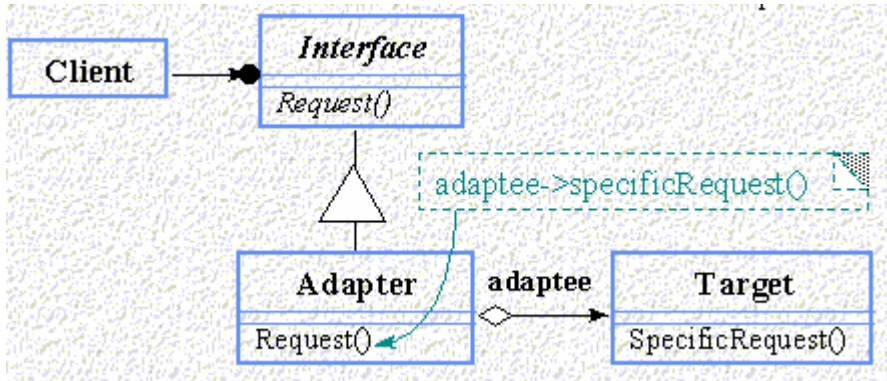 Interface
Client
Request()
adaptee->specificRequest()
Adapter
adaptee
Target
Request()
SpecificRequest()